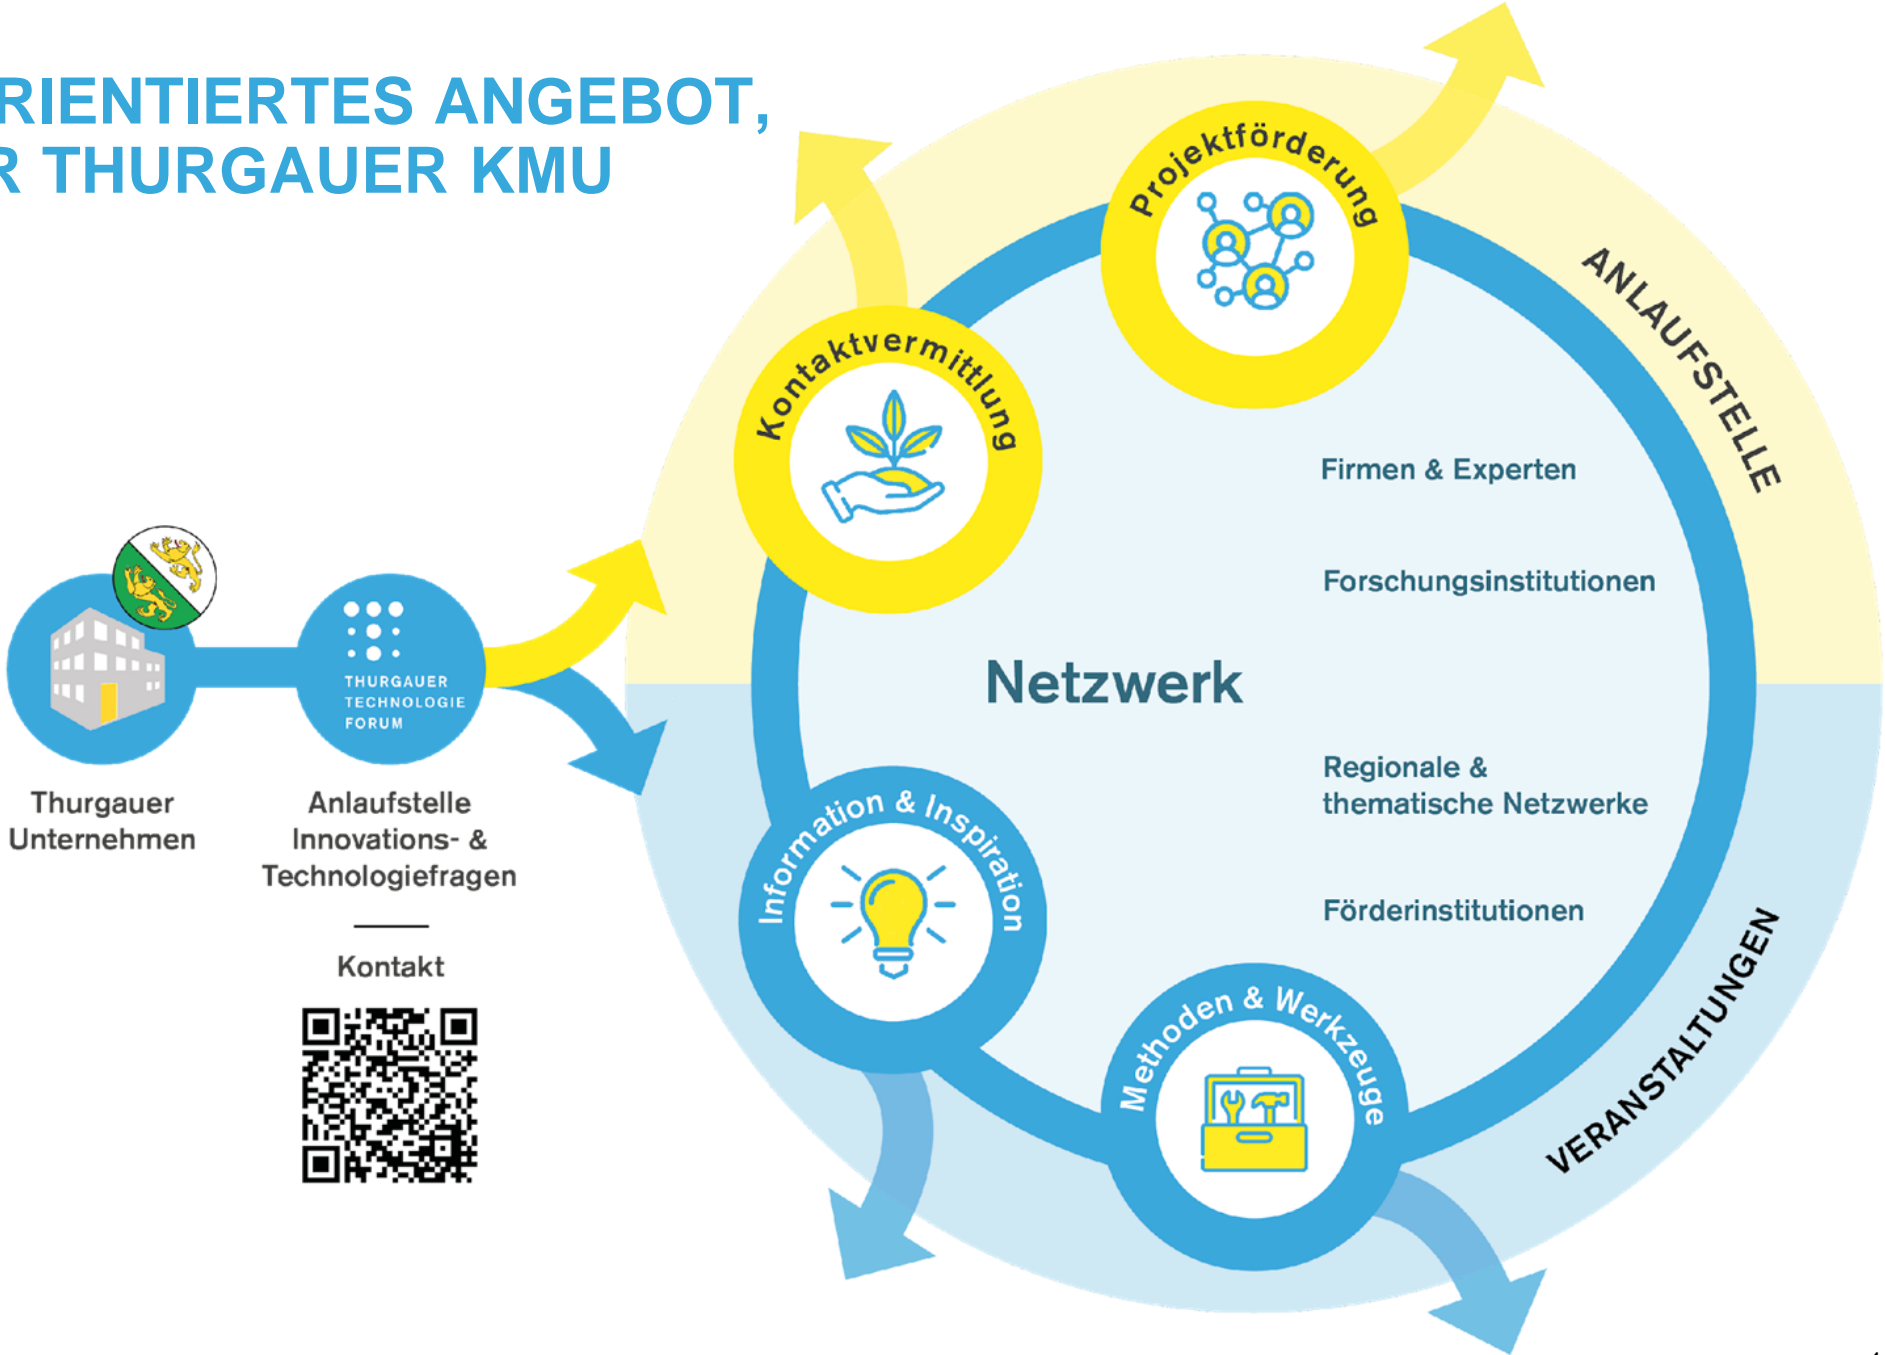 RIENTIERTES ANGEBOT,
R THURGAUER KMU
Projektförderung
Kontaktvermittlung
ANLAUFSTELLE
Firmen & Experten
Forschungsinstitutionen
Netzwerk
Regionale &
thematische Netzwerke
Förderinstitutionen
THURGAUER
TECHNOLOGIE
FORUM
Thurgauer
Unternehmen
Anlaufstelle
Innovations- &
Technologiefragen
Kontakt
Information & Inspiration
Methoden & Werkzeuge
VERANSTALTUNGEN